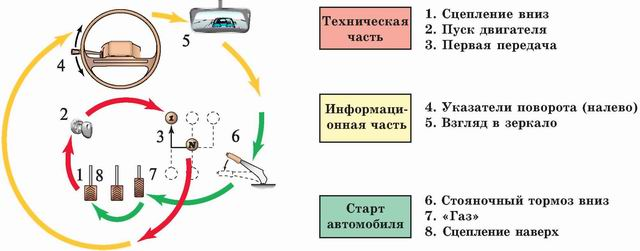 5
4
2
1
N
3
6
1
8
7
Техническая
часть
1. Сцепление вниз
2. Пуск двигателя
3. Первая передача
Информаци-
онная часть
4. Указатели поворота (налево)
5. Взгляд в зеркало
Старт
автомобиля
6. Стояночный тормоз вниз
7. «Газ»
8. Сцепление наверх